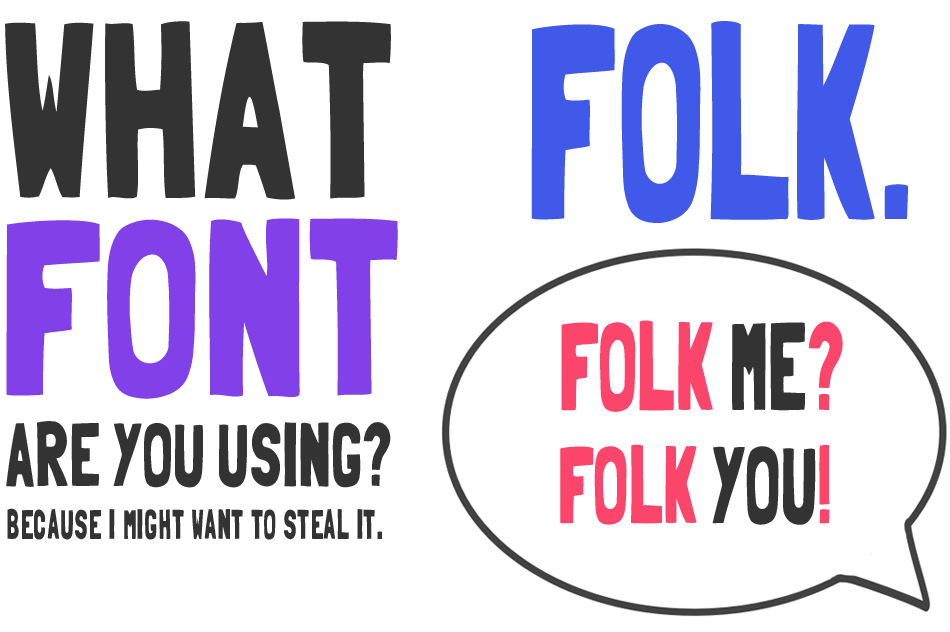 WHAT
FONT
ARE YOU USING?
BECAUSE I MIGHT WANT TO STEAL IT.
FOLK.
FOLK ME?
FOLK YOU!